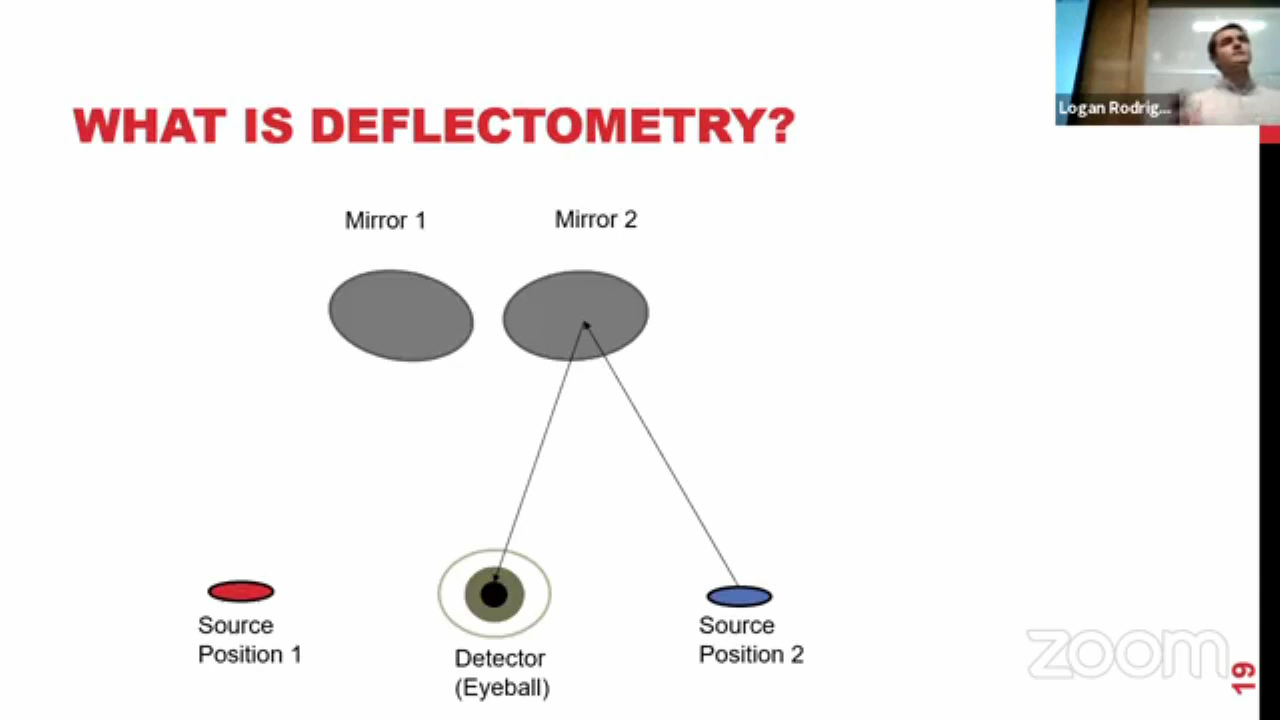 Logan Rodrig...
WHAT IS DEFLECTOMETRY?
Mirror 1
Mirror 2
Source
Position 1
Detector
(Eyeball)
Source
Position 2
zoom
19